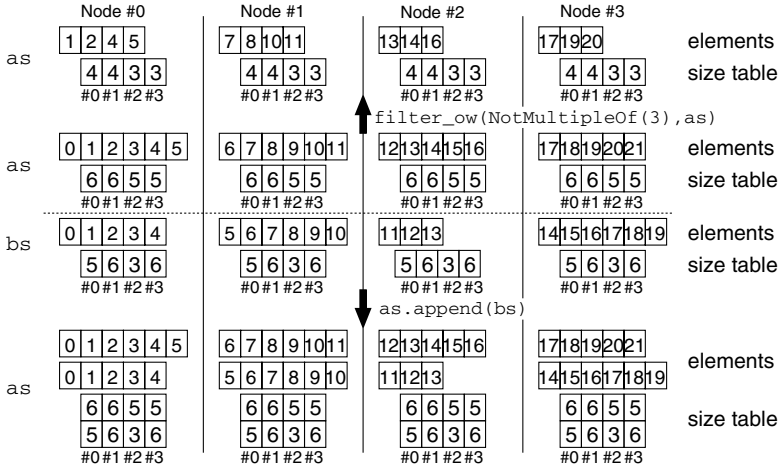 Node #0 Node #1 Node #2 Node #3
1 2 4 5 7 8 10 11 13 14 16 17 19 20 elements
as
4 4 3 3 4 4 3 3 4 4 3 3 4 4 3 3 size table
#0 #1 #2 #3 #0 #1 #2 #3 #0 #1 #2 #3 #0 #1 #2 #3
filter_ow(NotMultipleOf(3),as)
0 1 2 3 4 5 6 7 8 9 10 11 12 13 14 15 16 17 18 19 20 21 elements
as
6 6 5 5 6 6 5 5 6 6 5 5 6 6 5 5 size table
#0 #1 #2 #3 #0 #1 #2 #3 #0 #1 #2 #3 #0 #1 #2 #3
0 1 2 3 4 5 6 7 8 9 10 11 12 13 14 15 16 17 18 19 elements
bs
5 6 3 6 5 6 3 6 5 6 3 6 5 6 3 6 size table
#0 #1 #2 #3 #0 #1 #2 #3 #0 #1 #2 #3 #0 #1 #2 #3
as.append(bs)
0 1 2 3 4 5 6 7 8 9 10 11 12 13 14 15 16 17 18 19 20 21
elements
0 1 2 3 4 5 6 7 8 9 10 11 12 13 14 15 16 17 18 19
as
6 6 5 5 6 6 5 5 6 6 5 5 6 6 5 5
size table
5 6 3 6 5 6 3 6 5 6 3 6 5 6 3 6
#0 #1 #2 #3 #0 #1 #2 #3 #0 #1 #2 #3 #0 #1 #2 #3